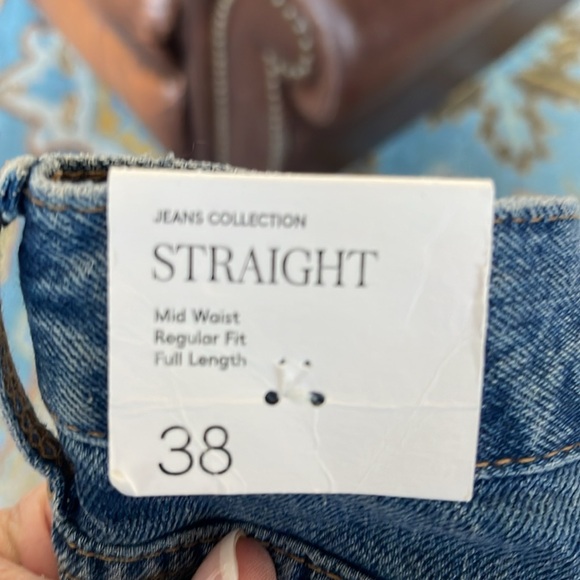 JEANS COLLECTION
STRAIGHT
Mid Waist
Regular Fit
Full Length
38